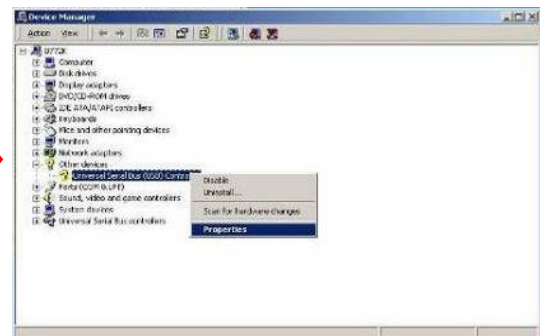 Device Manager
Action View
D772K
Computer
Disk drives
Display adapters
DVD/CD-ROM drives
IDE ATA/ATAPI controllers
Keyboards
Mice and other pointing devices
Monitors
Network adapters
Other devices
Universal Serial Bus (USB) Contro
Ports (COM & LPT)
Sound, video and game controllers
System devices
Universal Serial Bus controllers
Disable
Uninstall...
Scan for hardware changes
Properties